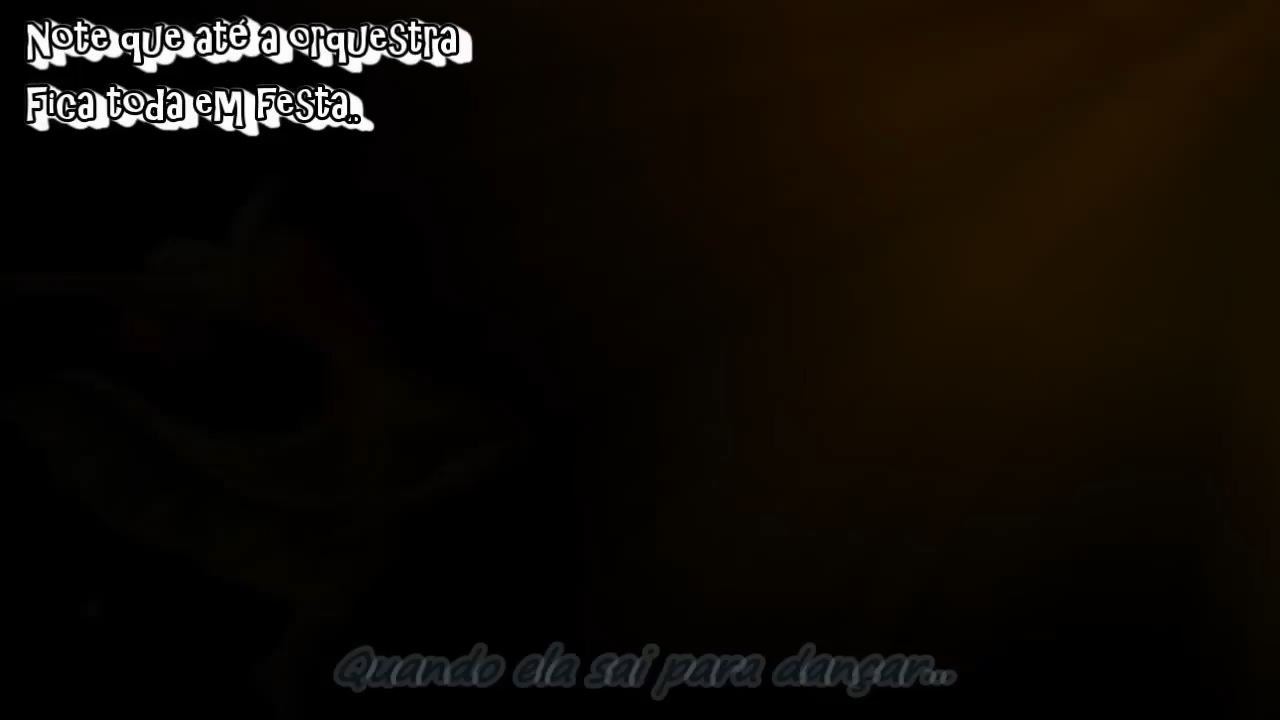 Note que até a orquestra
Fica toda em Festa..
Quando ela sai para dançar...